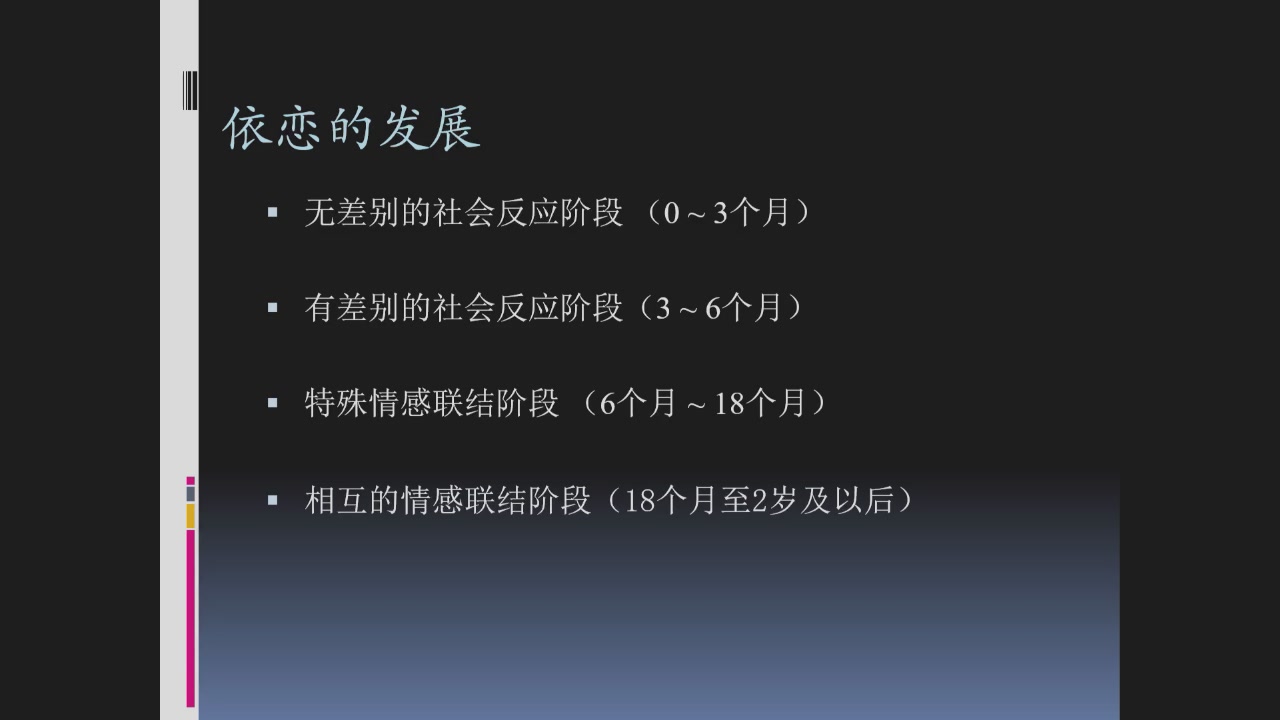 依恋的发展
无差别的社会反应阶段 （0 ~ 3个月）
有差别的社会反应阶段（3 ~ 6个月）
特殊情感联结阶段 （6个月 ~ 18个月）
相互的情感联结阶段（18个月至2岁及以后）